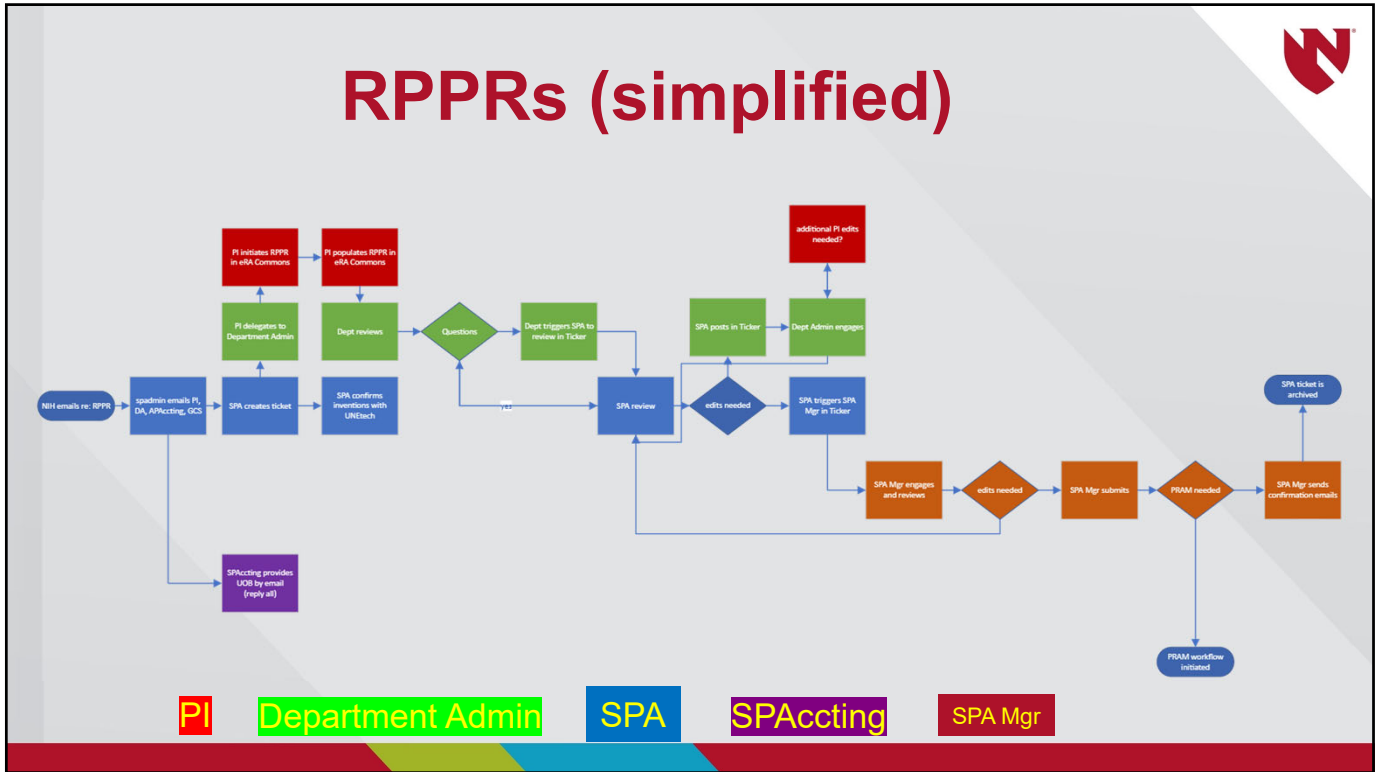 RPPRs (simplified)
additional PI edits
needed?
PI initiates RPPR
in eRA Commons
PI populates RPPR in
eRA Commons
PI delegates to
Department Admin
Dept reviews
Questions
Dept triggers SPA to
review in Ticker
SPA posts in Ticker
Dept Admin engages
NIH emails re: RPPR
spadmin emails PI,
DA, APAccting, GCS
SPA creates ticket
SPA confirms
inventions with
UNEtech
yes
SPA review
edits needed
SPA triggers SPA
Mgr in Ticker
SPA ticket is
archived
SPA Mgr engages
and reviews
edits needed
SPA Mgr submits
PRAM needed
SPA Mgr sends
confirmation emails
SPAccting provides
UOB by email
(reply all)
PRAM workflow
initiated
PI
Department Admin
SPA
SPAccting
SPA Mgr